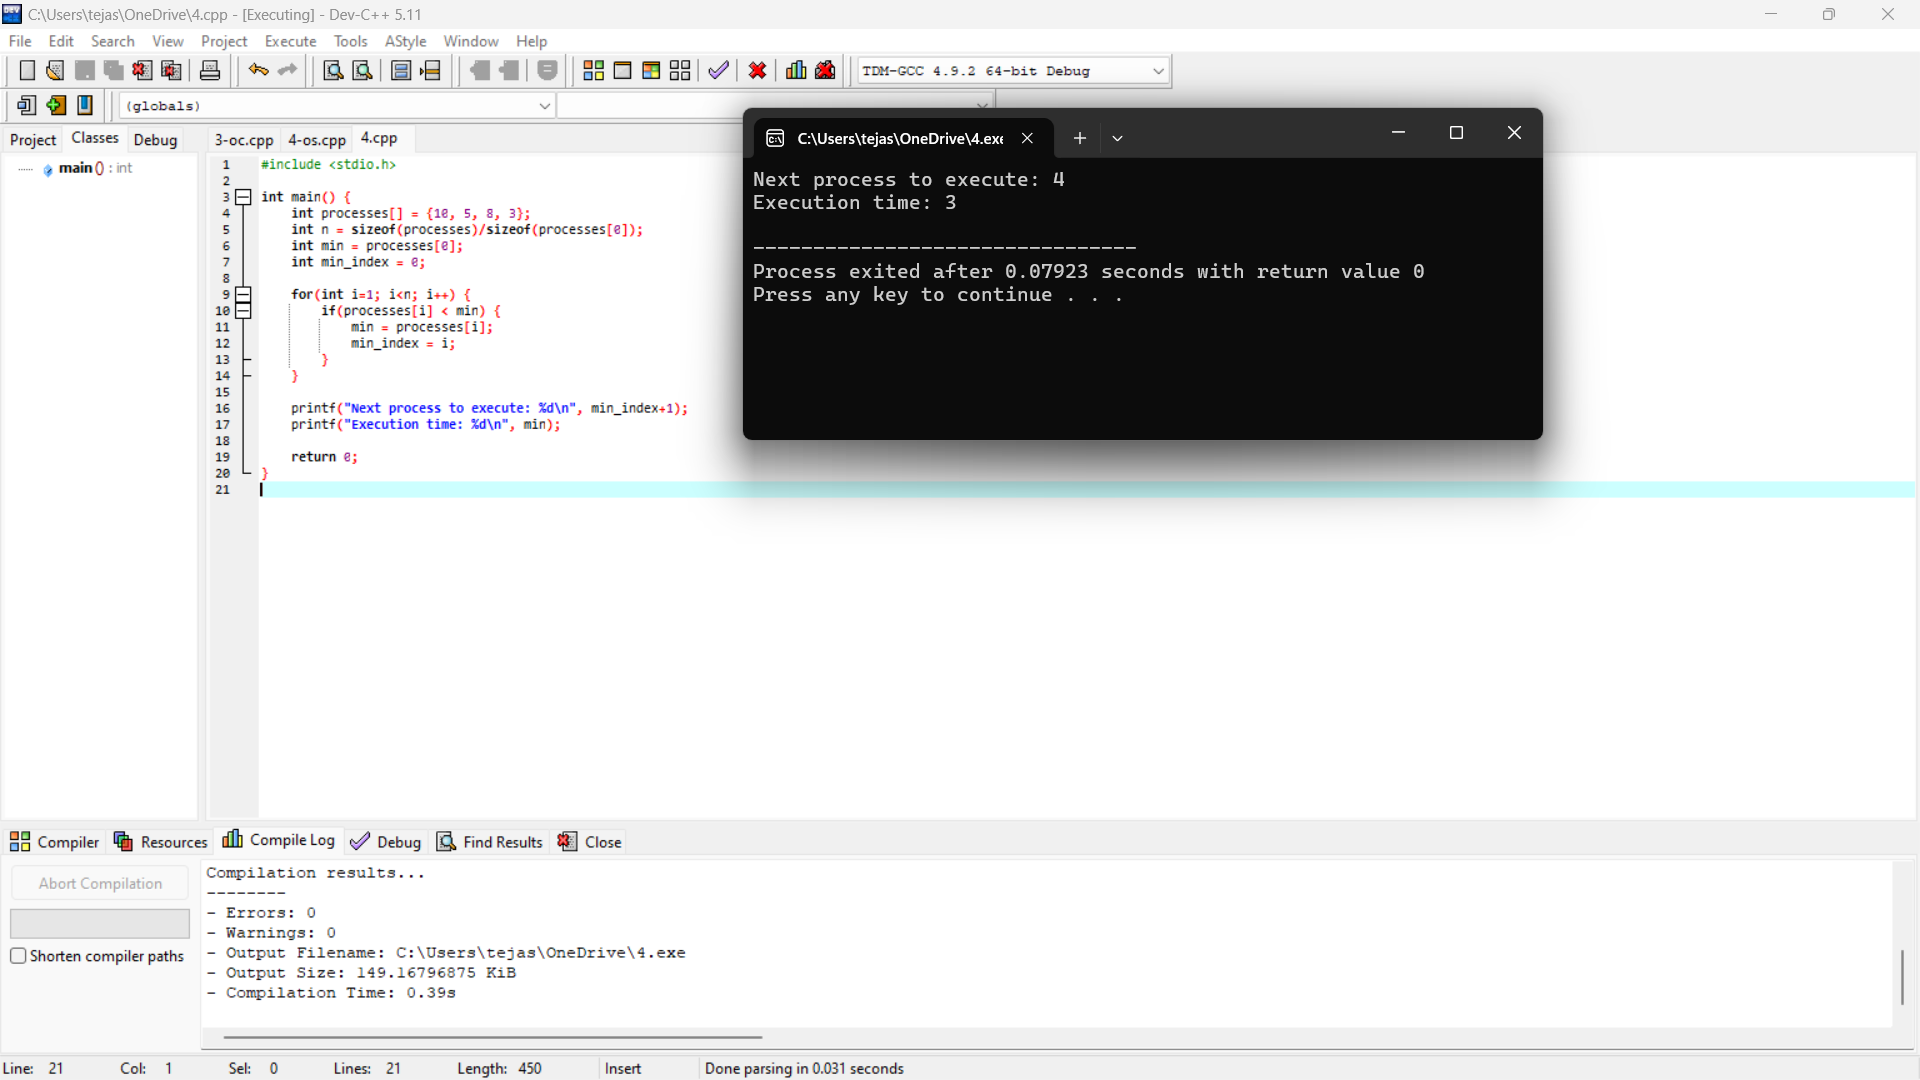 C:\Users\tejas\OneDrive\4.cpp - [Executing] - Dev-C++ 5.11
File Edit Search View Project Execute Tools AStyle Window Help
TDM-GCC 4.9.2 64-bit Debug
(globals)
Project Classes Debug
3-oc.cpp 4-os.cpp 4.cpp
main () : int
1 #include <stdio.h>
2
3 int main() {
4 int processes[] = {10, 5, 8, 3};
5 int n = sizeof(processes)/sizeof(processes[0]);
6 int min = processes[0];
7 int min_index = 0;
8
9 for(int i=1; i<n; i++) {
10 if(processes[i] < min) {
11 min = processes[i];
12 min_index = i;
13 }
14 }
15
16 printf("Next process to execute: %d\n", min_index+1);
17 printf("Execution time: %d\n", min);
18
19 return 0;
20 }
21
C:\Users\tejas\OneDrive\4.exe
Next process to execute: 4
Execution time: 3
--------------------------------
Process exited after 0.07923 seconds with return value 0
Press any key to continue . . .
Compiler Resources Compile Log Debug Find Results Close
Abort Compilation
Shorten compiler paths
Compilation results...
--------
- Errors: 0
- Warnings: 0
- Output Filename: C:\Users\tejas\OneDrive\4.exe
- Output Size: 149.16796875 KiB
- Compilation Time: 0.39s
Line: 21 Col: 1 Sel: 0 Lines: 21 Length: 450 Insert Done parsing in 0.031 seconds